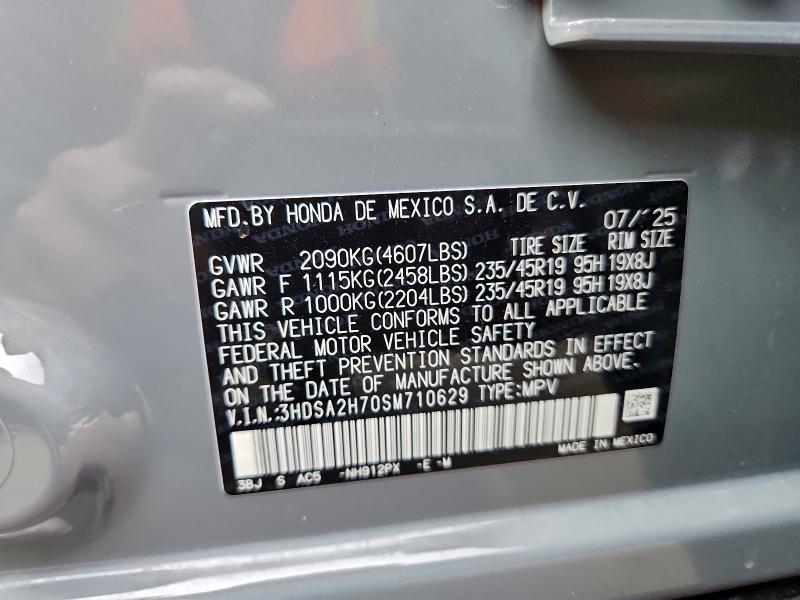 MFD.BY HONDA DE MEXICO S.A. DE C.V. 07/'25
GVWR 2090KG(4607LBS) TIRE SIZE RIM SIZE
GAWR F 1115KG(2458LBS) 235/45R19 95H 19X8J
GAWR R 1000KG(2204LBS) 235/45R19 95H 19X8J
THIS VEHICLE CONFORMS TO ALL APPLICABLE
FEDERAL MOTOR VEHICLE SAFETY
AND THEFT PREVENTION STANDARDS IN EFFECT
ON THE DATE OF MANUFACTURE SHOWN ABOVE.
V.I.N.:3HDSA2H70SM710629 TYPE:MPV
MADE IN MEXICO
3BJ G AC5 -NH912PX -E -M